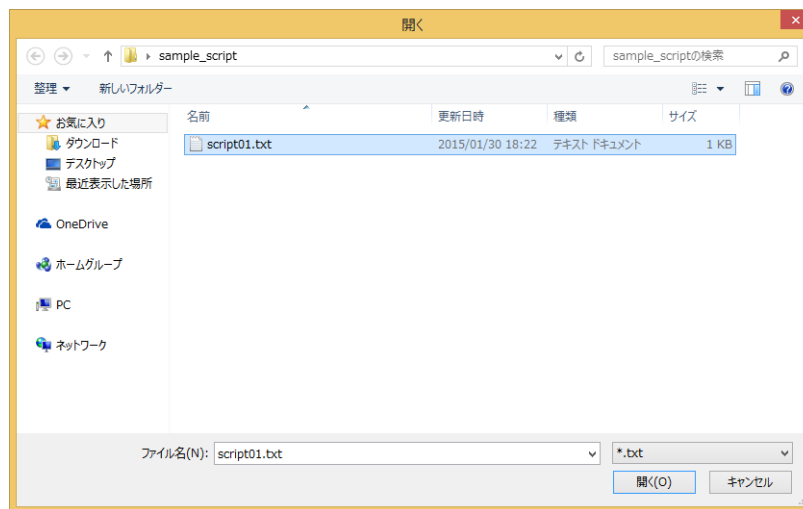 開く
sample_script
sample_scriptの検索
整理
新しいフォルダー
名前 更新日時 種類 サイズ
script01.txt 2015/01/30 18:22 テキスト ドキュメント 1 KB
お気に入り
ダウンロード
デスクトップ
最近表示した場所
OneDrive
ホームグループ
PC
ネットワーク
ファイル名(N): script01.txt *.txt
開く(O) キャンセル